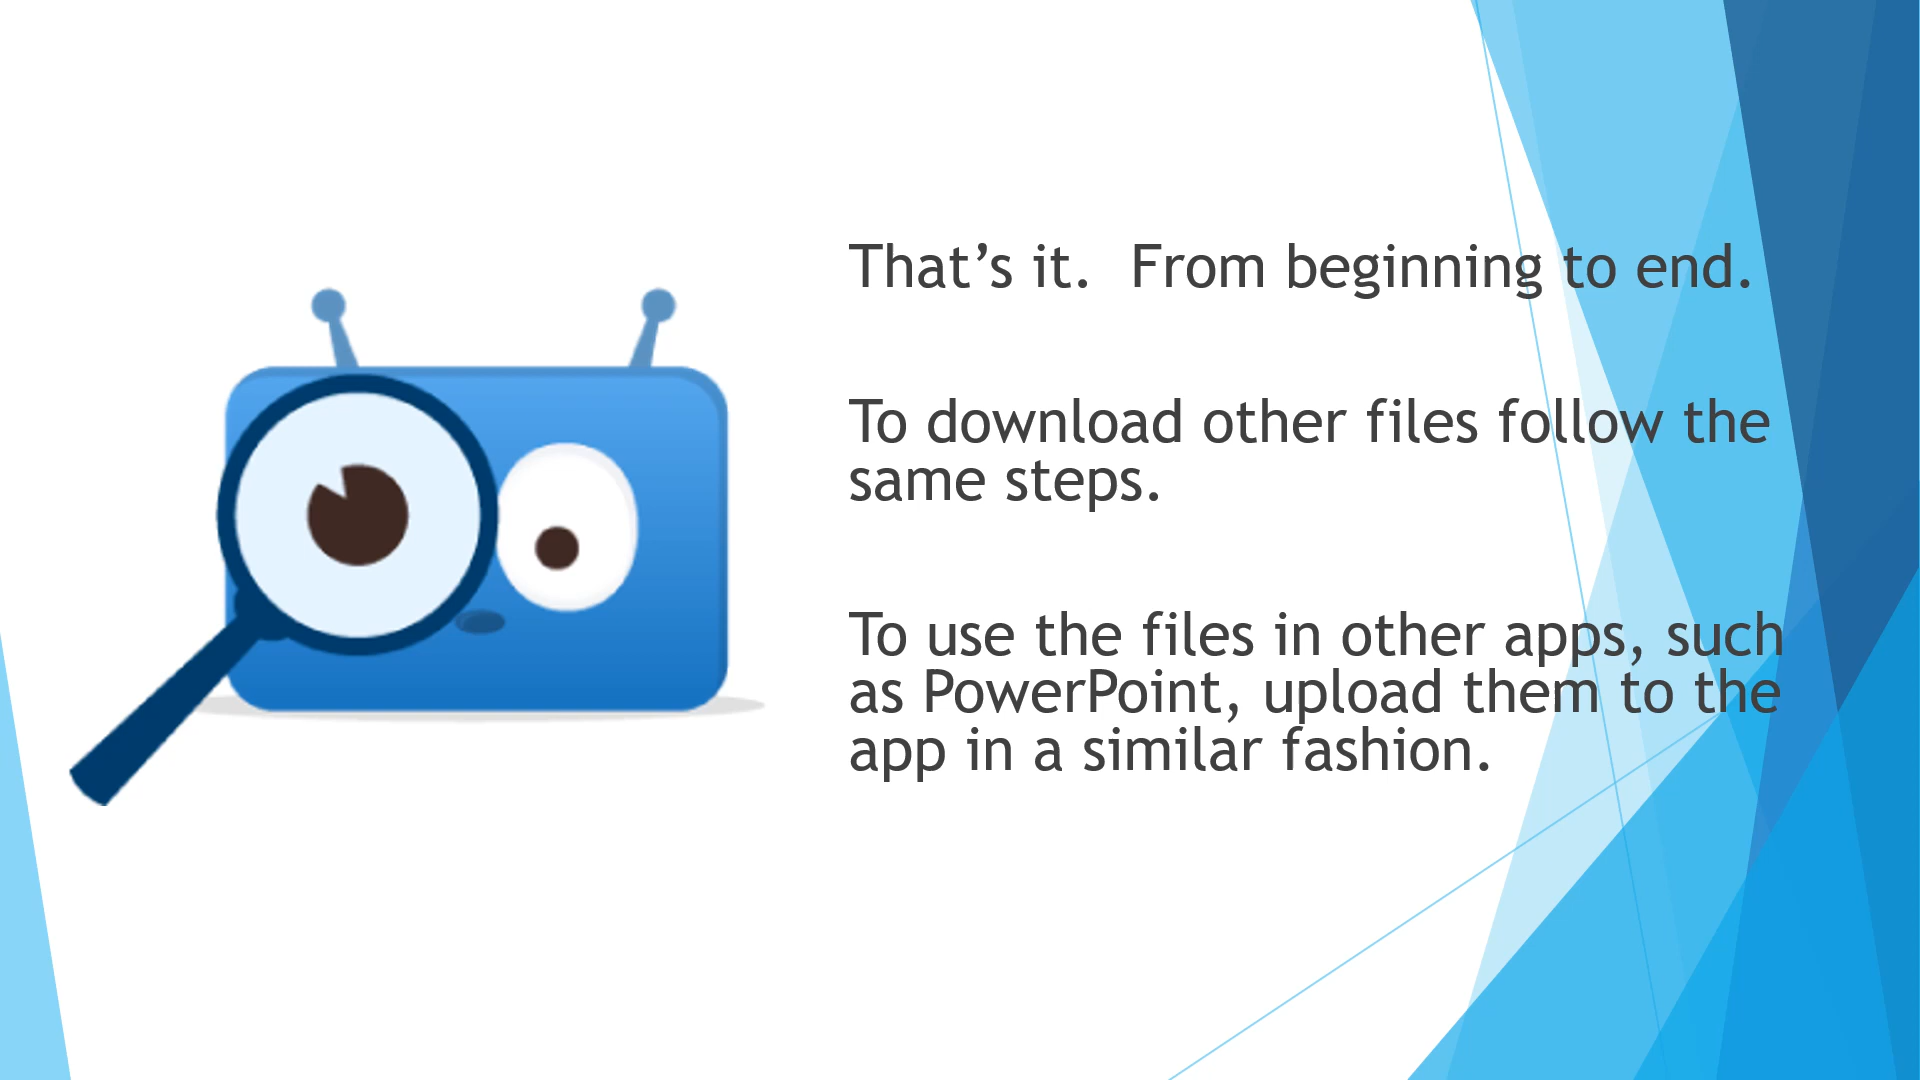 That’s it.  From beginning to end.
To download other files follow the
same steps.
To use the files in other apps, such
as PowerPoint, upload them to the
app in a similar fashion.